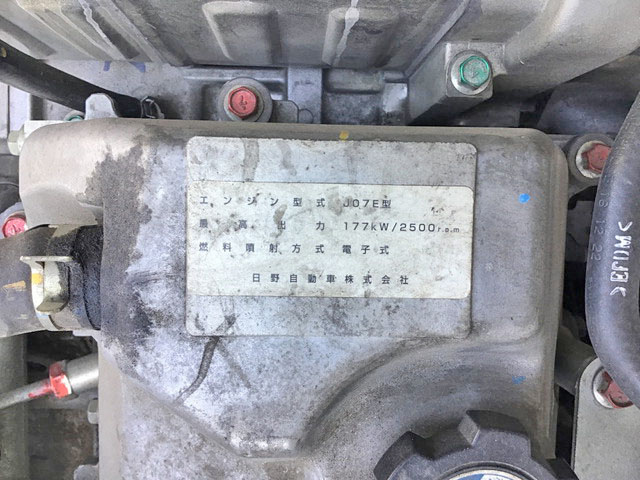 エンジン型式 J07E型
最高出力 177kW/2500r.p.m
燃料噴射方式 電子式
日野自動車株式会社